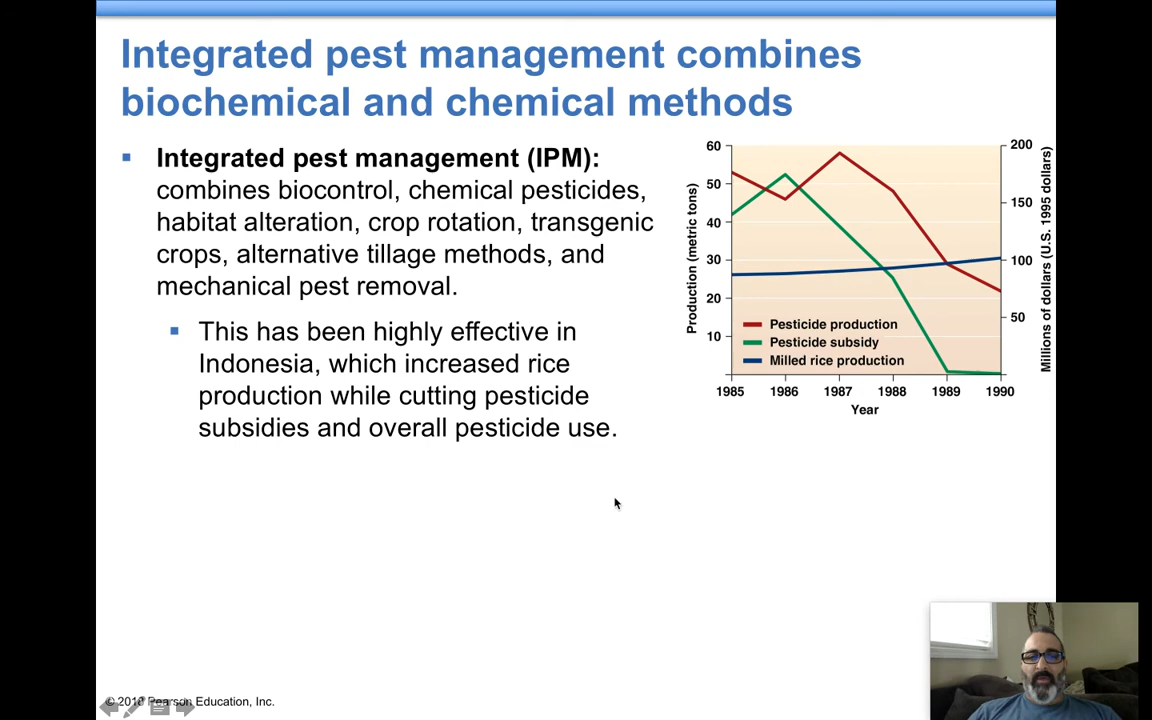 Integrated pest management combines
biochemical and chemical methods
Integrated pest management (IPM):
combines biocontrol, chemical pesticides,
habitat alteration, crop rotation, transgenic
crops, alternative tillage methods, and
mechanical pest removal.
This has been highly effective in
Indonesia, which increased rice
production while cutting pesticide
subsidies and overall pesticide use.
Production (metric tons)
60
50
40
30
20
10
200
150
100
50
Millions of dollars (U.S. 1995 dollars)
Pesticide production
Pesticide subsidy
Milled rice production
1985 1986 1987 1988 1989 1990
Year
Pearson Education, Inc.